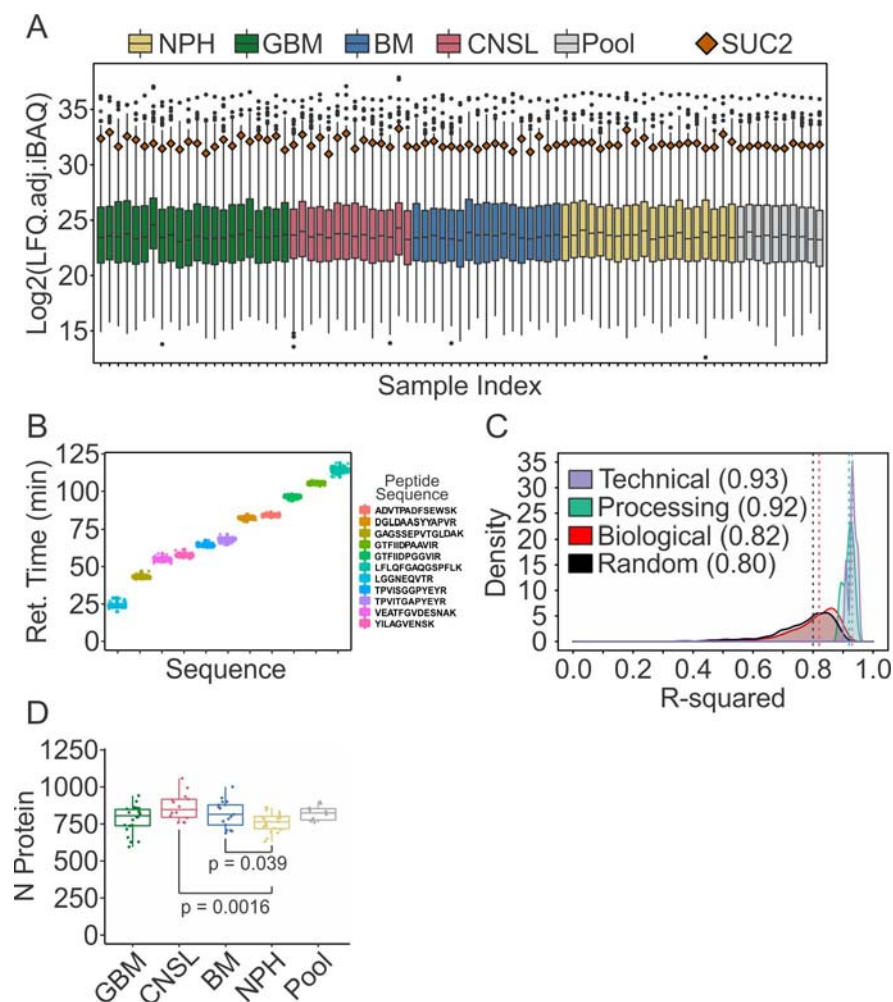 A
NPH GBM BM CNSL Pool SUC2
Log2(LFQ.adj.iBAQ)
35
30
25
20
15
Sample Index
B
Ret. Time (min)
125
100
75
50
25
0
Sequence
Peptide
Sequence
ADVTPADFSEWSK
DGLDAASYYAPVR
GAGSSEPVTGLDAK
GTFIIDPAAVIR
GTFIIDPGGVIR
LFLQFGAQGSPFLK
LGGNEQVTR
TPVISGGPYEYR
TPVITGAPYEYR
VEATFGVDESNAK
YILAGVENSK
C
Density
35
30
25
20
15
10
5
0
Technical (0.93)
Processing (0.92)
Biological (0.82)
Random (0.80)
0.0 0.2 0.4 0.6 0.8 1.0
R-squared
D
N Protein
1250
1000
750
500
250
0
p = 0.039
p = 0.0016
GBM CNSL BM NPH Pool